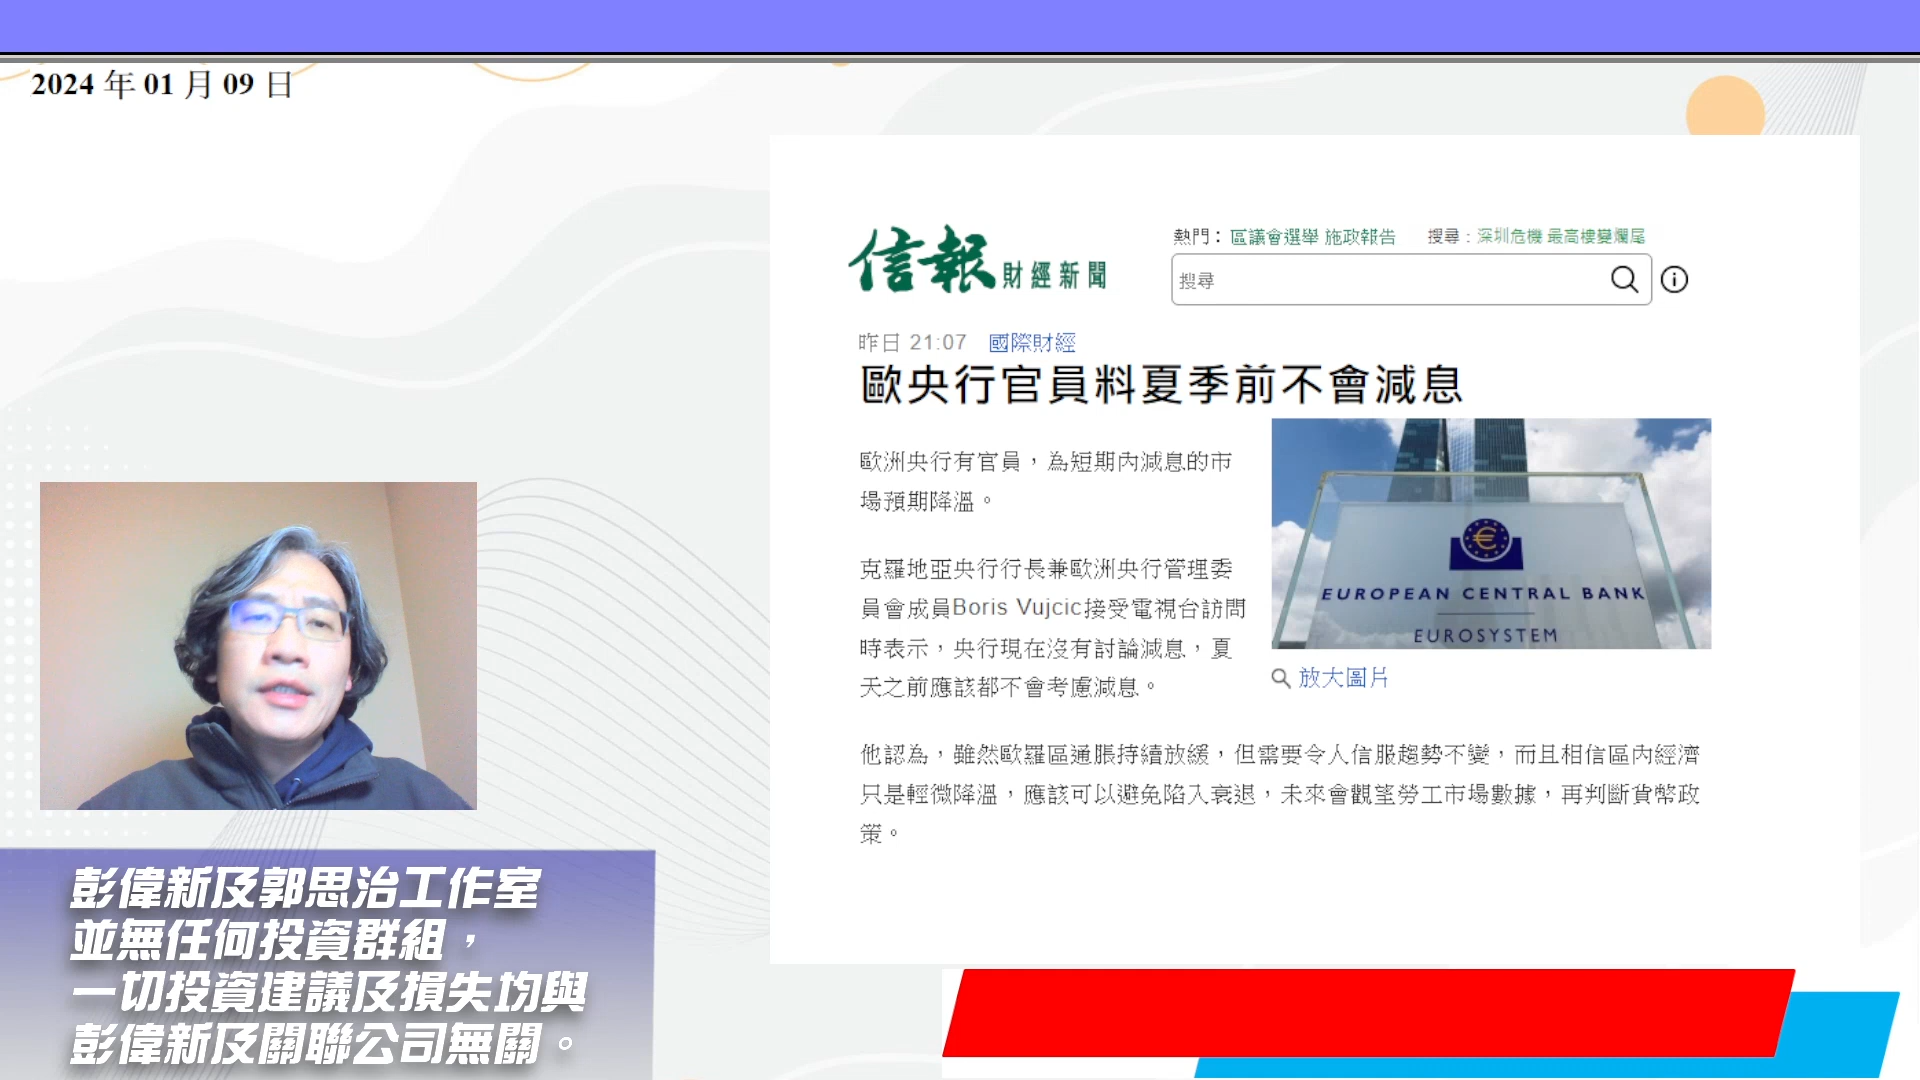 2024 年 01 月 09 日
信報 財經新聞
熱門： 區議會選舉 施政報告 搜尋：深圳危機 最高樓變爛尾
搜尋
昨日 21:07 國際財經
歐央行官員料夏季前不會減息
歐洲央行有官員，為短期內減息的市
場預期降溫。
克羅地亞央行行長兼歐洲央行管理委
員會成員Boris Vujcic接受電視台訪問
時表示，央行現在沒有討論減息，夏
天之前應該都不會考慮減息。
EUROPEAN CENTRAL BANK
EUROSYSTEM
放大圖片
他認為，雖然歐羅區通脹持續放緩，但需要令人信服趨勢不變，而且相信區內經濟
只是輕微降溫，應該可以避免陷入衰退，未來會觀望勞工市場數據，再判斷貨幣政
策。
彭偉新及郭思治工作室
並無任何投資群組，
一切投資建議及損失均與
彭偉新及關聯公司無關。